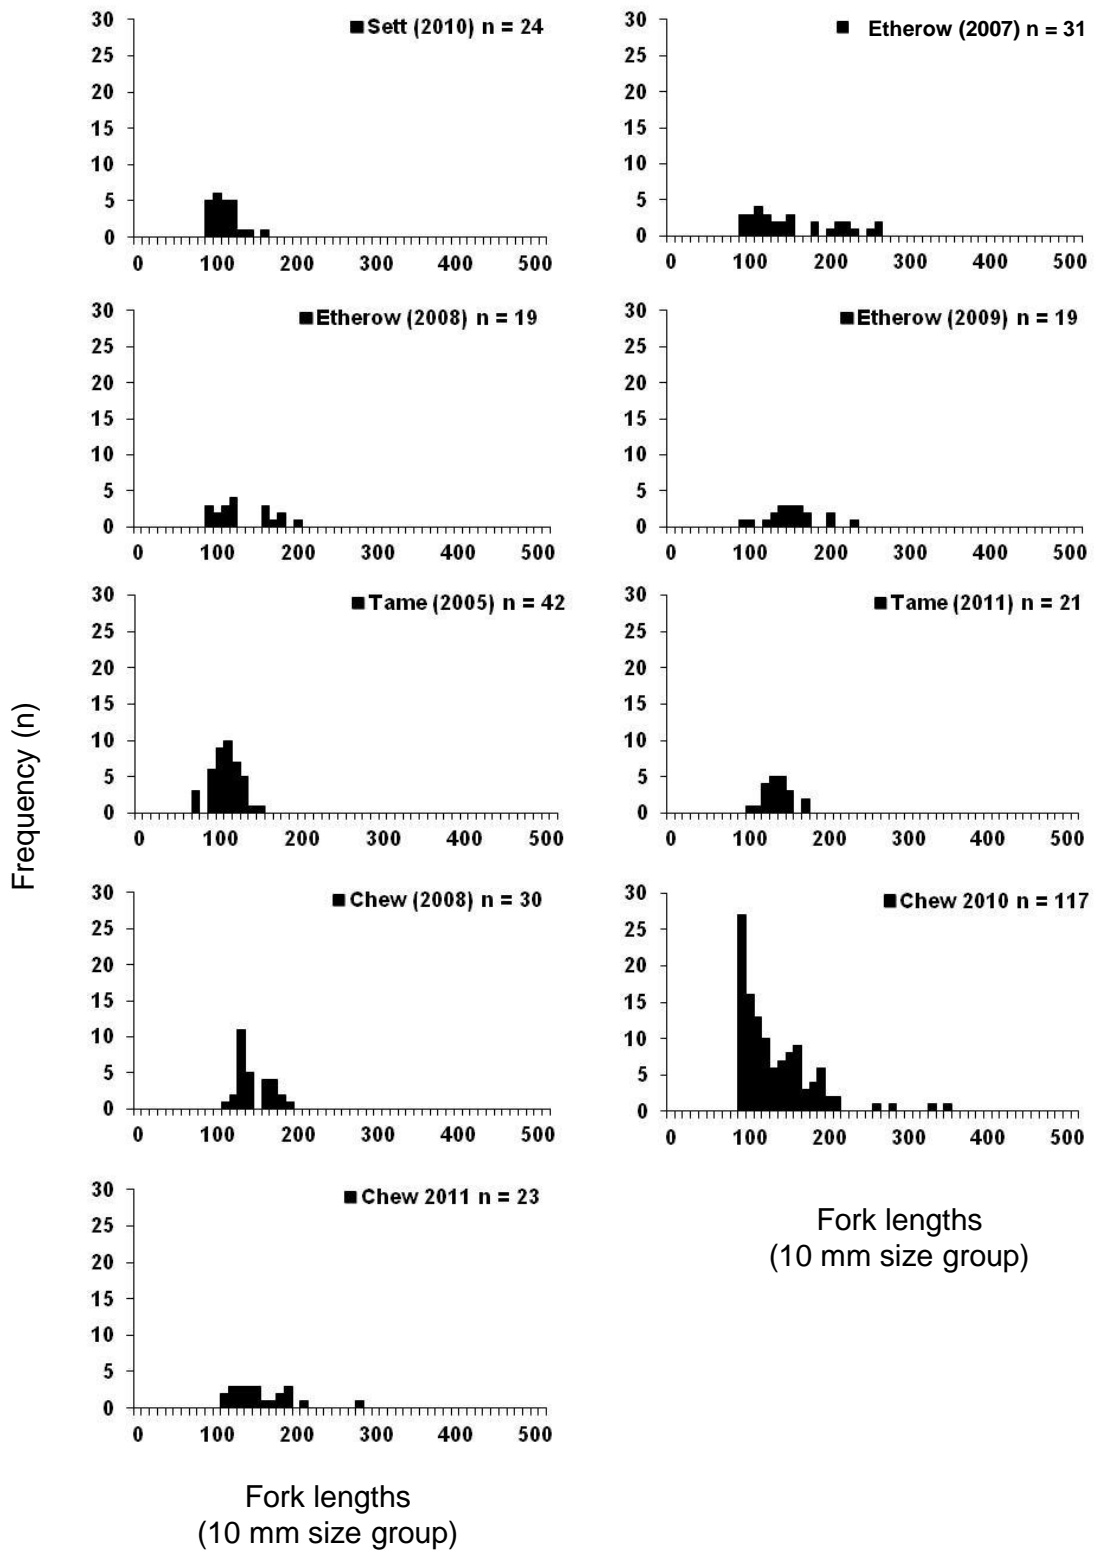 Sett (2010) n = 24
30
25
20
15
10
5
0
0 100 200 300 400 500
Etherow (2007) n = 31
30
25
20
15
10
5
0
0 100 200 300 400 500
Etherow (2008) n = 19
30
25
20
15
10
5
0
0 100 200 300 400 500
Etherow (2009) n = 19
30
25
20
15
10
5
0
0 100 200 300 400 500
Frequency (n)
Tame (2005) n = 42
30
25
20
15
10
5
0
0 100 200 300 400 500
Tame (2011) n = 21
30
25
20
15
10
5
0
0 100 200 300 400 500
Chew (2008) n = 30
30
25
20
15
10
5
0
0 100 200 300 400 500
Chew 2010 n = 117
30
25
20
15
10
5
0
0 100 200 300 400 500
Chew 2011 n = 23
30
25
20
15
10
5
0
0 100 200 300 400 500
Fork lengths
(10 mm size group)
Fork lengths
(10 mm size group)